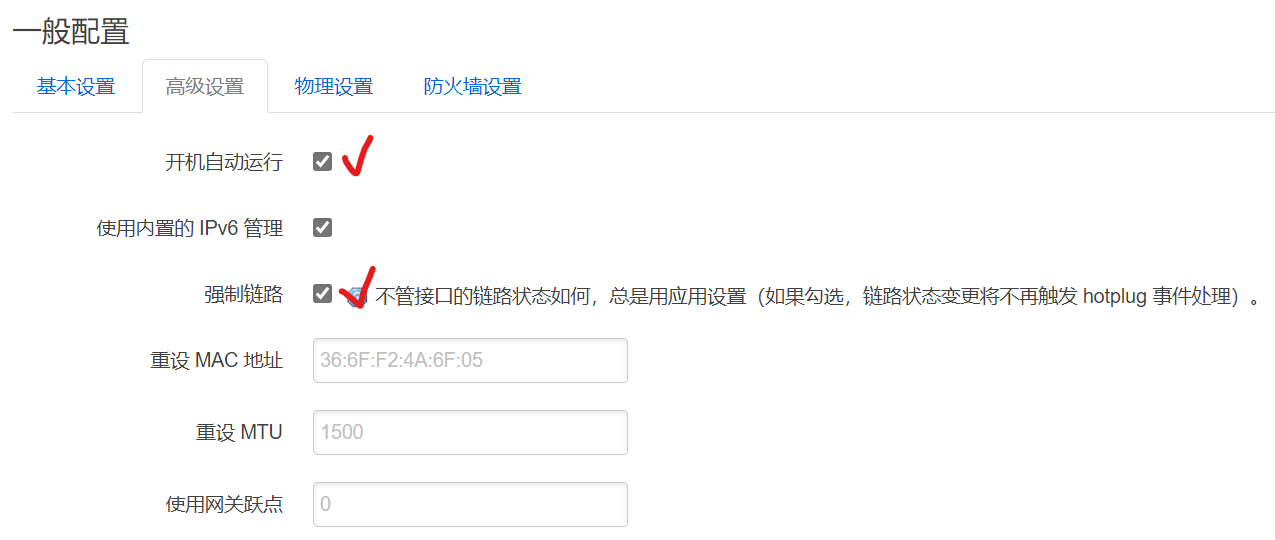 一般配置
基本设置 高级设置 物理设置 防火墙设置
开机自动运行
使用内置的 IPv6 管理
强制链路 不管接口的链路状态如何，总是用应用设置（如果勾选，链路状态变更将不再触发 hotplug 事件处理）。
重设 MAC 地址 36:6F:F2:4A:6F:05
重设 MTU 1500
使用网关跃点 0